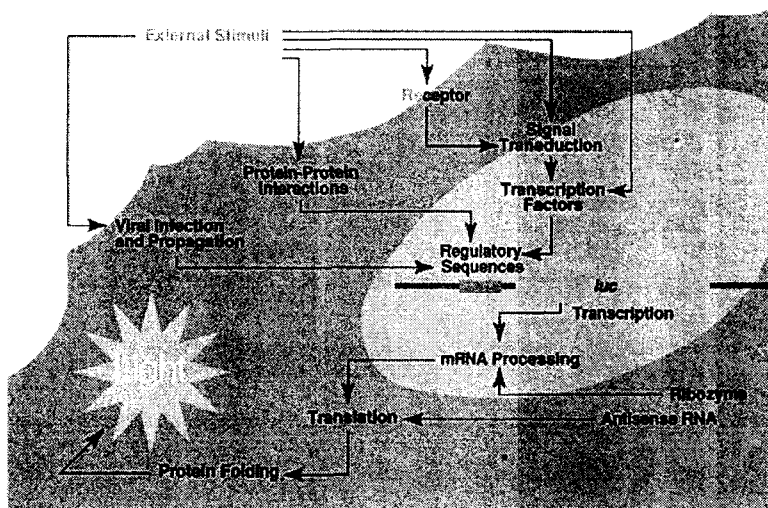 External Stimuli
Receptor
Signal
Transduction
Protein-Protein
Interactions
Transcription
Factors
Viral Infection
and Propagation
Regulatory
Sequences
luc
Transcription
Light
mRNA Processing
Ribozyme
Translation
Antisense RNA
Protein Folding